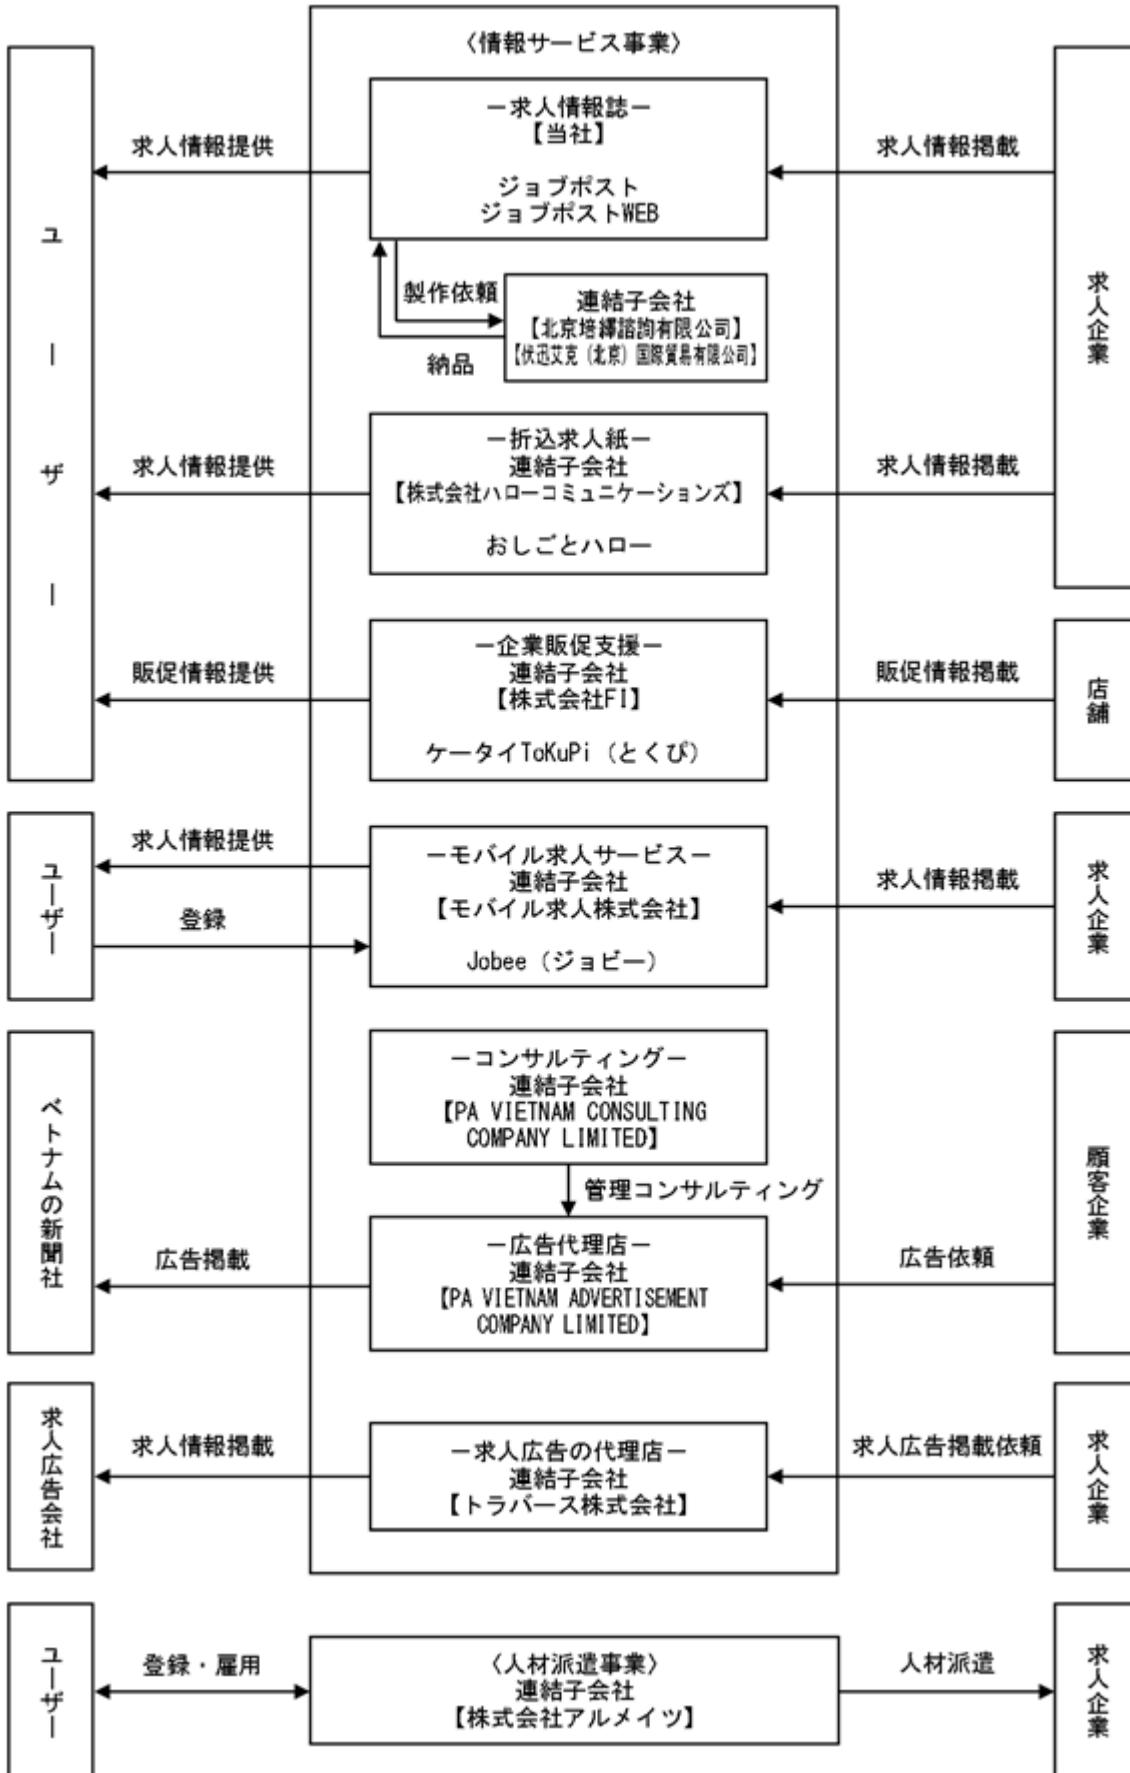 〈情報サービス事業〉
ユーザー
求人情報提供
－求人情報誌－
【当社】
ジョブポスト
ジョブポストWEB
求人情報掲載
求人企業
製作依頼
納品
連結子会社
【北京培繹諮詢有限公司】
【伏迅艾克（北京）国際貿易有限公司】
求人情報提供
－折込求人紙－
連結子会社
【株式会社ハローコミュニケーションズ】
おしごとハロー
求人情報掲載
販促情報提供
－企業販促支援－
連結子会社
【株式会社FI】
ケータイToKuPi（とくぴ）
販促情報掲載
店舗
ユーザー
求人情報提供
登録
－モバイル求人サービス－
連結子会社
【モバイル求人株式会社】
Jobee（ジョビー）
求人情報掲載
求人企業
ベトナムの新聞社
－コンサルティング－
連結子会社
【PA VIETNAM CONSULTING
COMPANY LIMITED】
管理コンサルティング
顧客企業
広告掲載
－広告代理店－
連結子会社
【PA VIETNAM ADVERTISEMENT
COMPANY LIMITED】
広告依頼
求人広告会社
求人情報掲載
－求人広告の代理店－
連結子会社
【トラバース株式会社】
求人広告掲載依頼
求人企業
ユーザー
登録・雇用
〈人材派遣事業〉
連結子会社
【株式会社アルメイツ】
人材派遣
求人企業